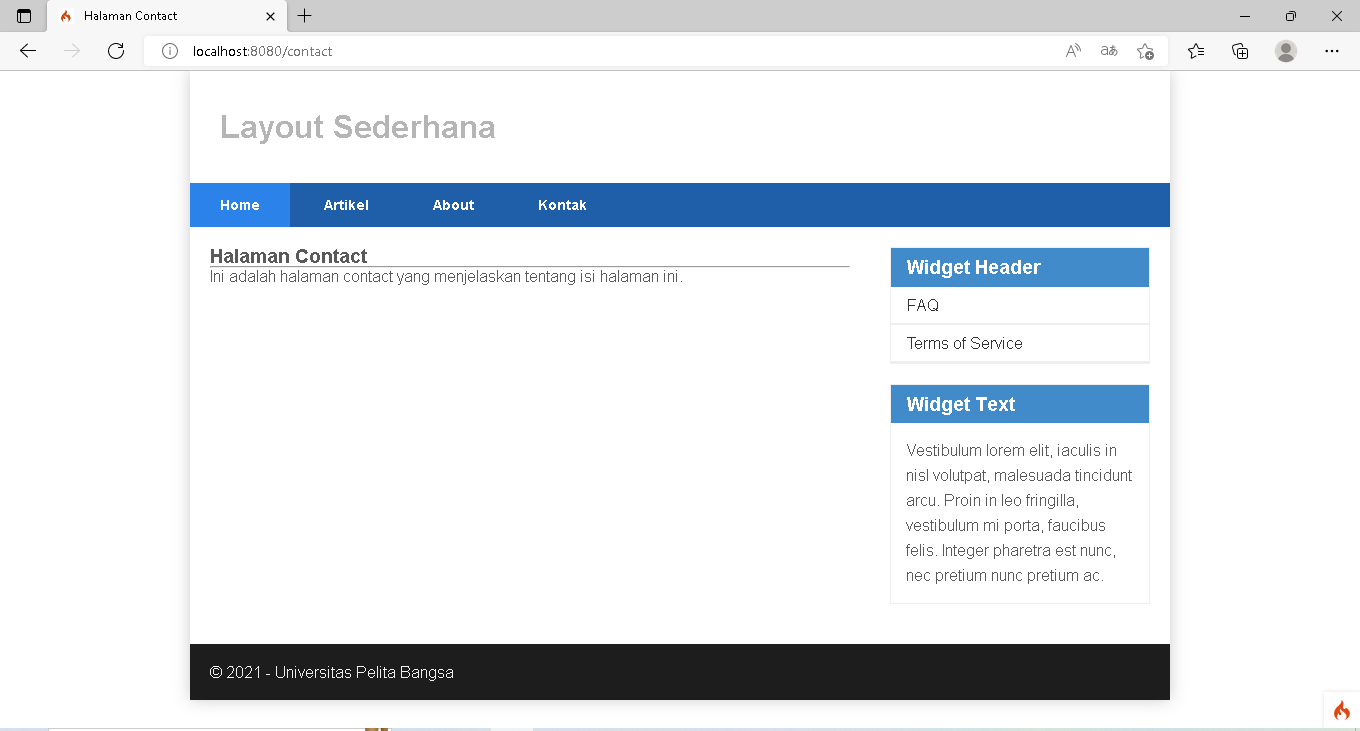 Halaman Contact
localhost:8080/contact
Layout Sederhana
Home Artikel About Kontak
Halaman Contact
Ini adalah halaman contact yang menjelaskan tentang isi halaman ini.
Widget Header
FAQ
Terms of Service
Widget Text
Vestibulum lorem elit, iaculis in
nisl volutpat, malesuada tincidunt
arcu. Proin in leo fringilla,
vestibulum mi porta, faucibus
felis. Integer pharetra est nunc,
nec pretium nunc pretium ac.
© 2021 - Universitas Pelita Bangsa